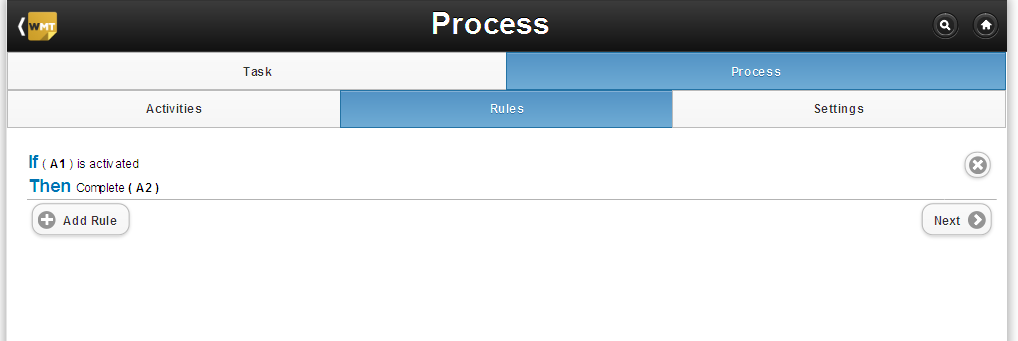 WMT
Process
Task
Process
Activities
Rules
Settings
If ( A1 ) is activated
Then Complete ( A2 )
Add Rule
Next